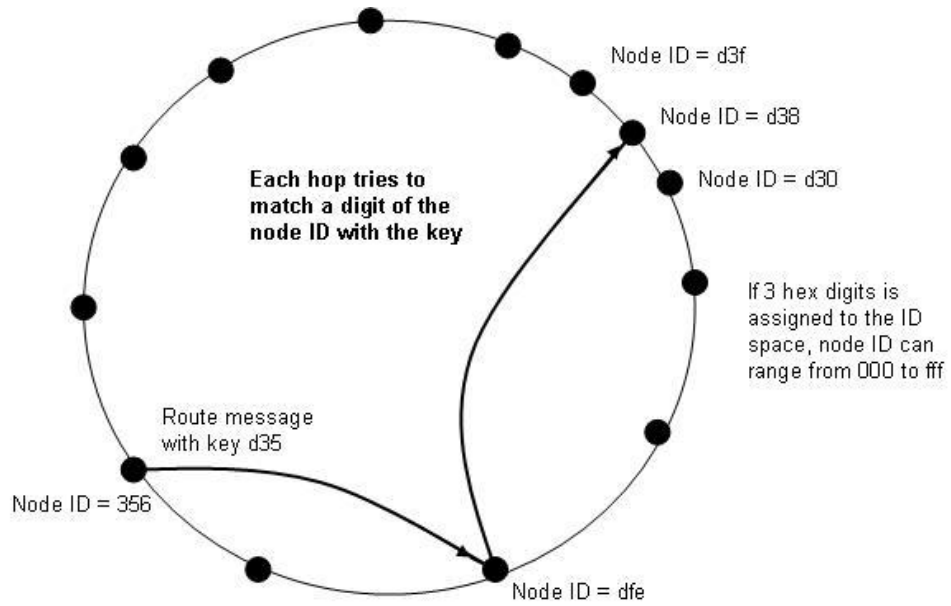 Node ID = d3f
Node ID = d38
Node ID = d30
Each hop tries to
match a digit of the
node ID with the key
If 3 hex digits is
assigned to the ID
space, node ID can
range from 000 to fff
Route message
with key d35
Node ID = 356
Node ID = dfe